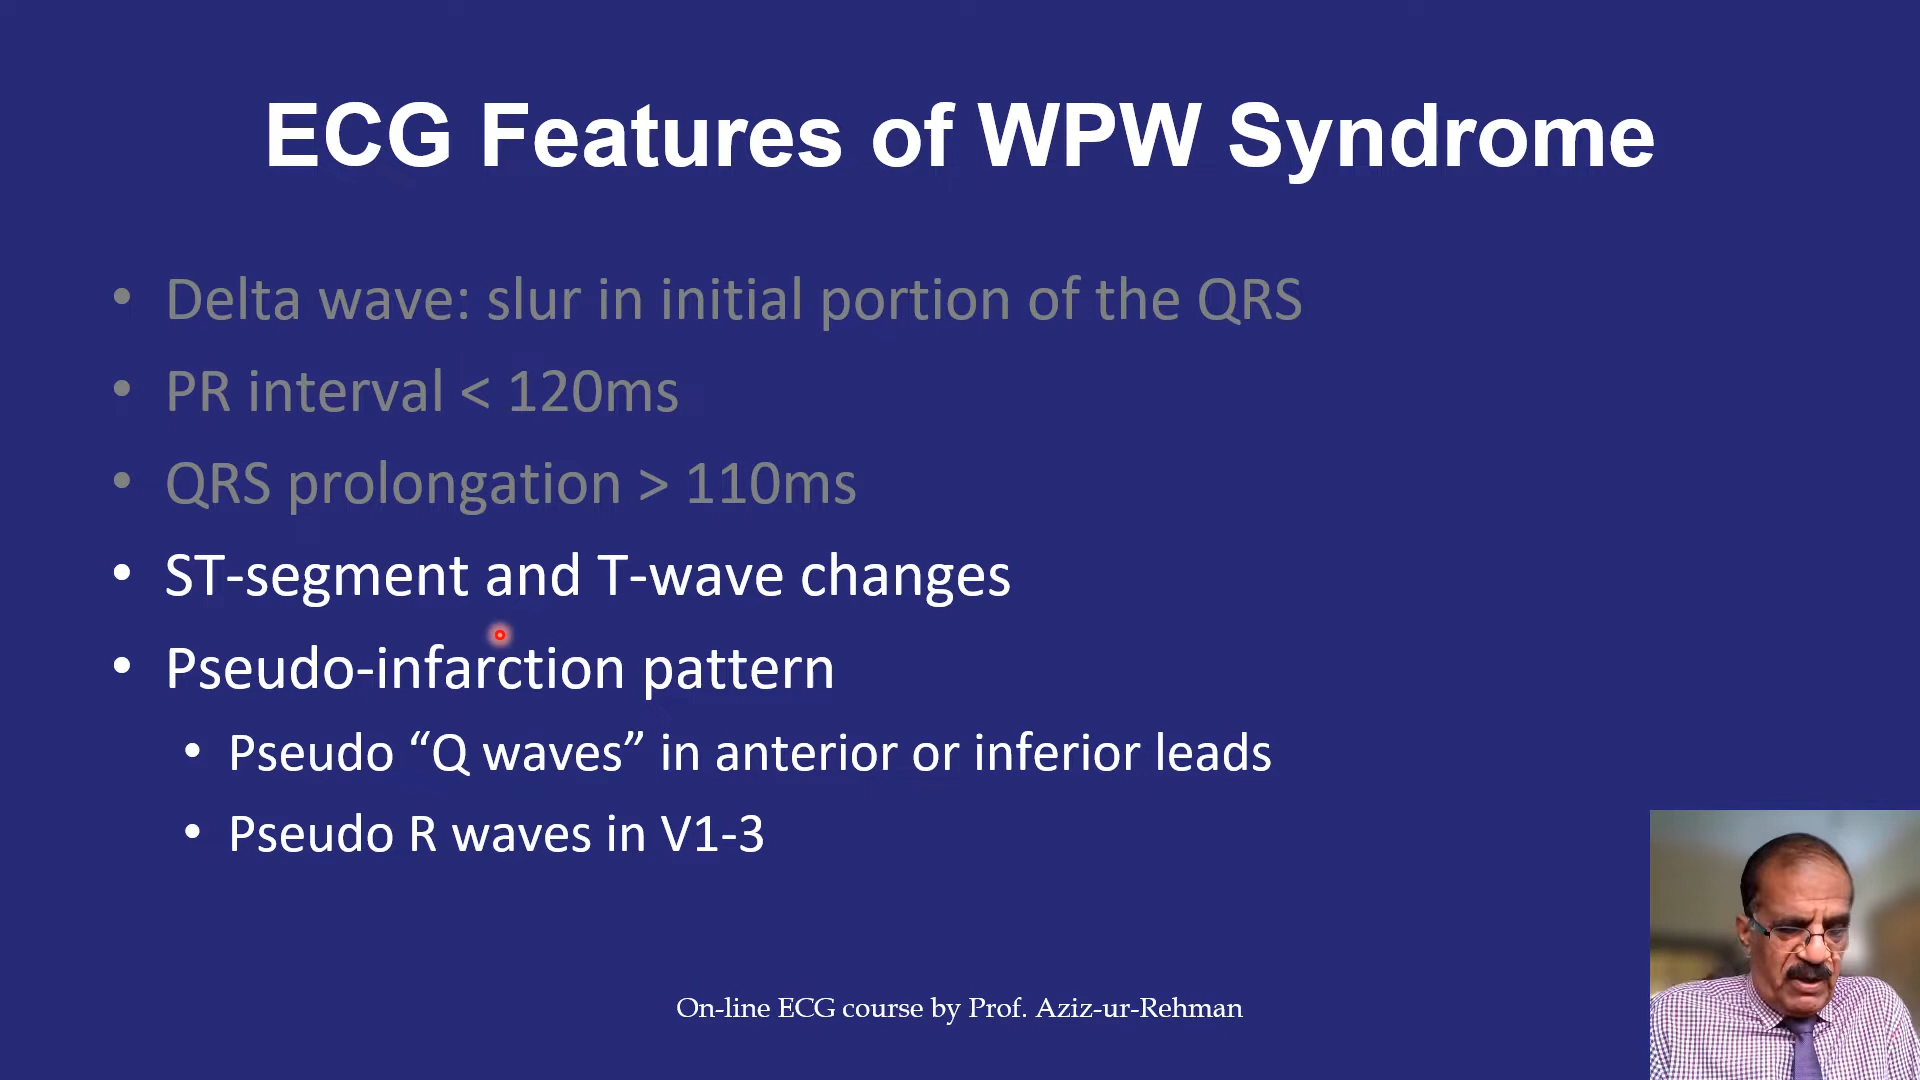 ECG Features of WPW Syndrome
• Delta wave: slur in initial portion of the QRS
• PR interval < 120ms
• QRS prolongation > 110ms
• ST-segment and T-wave changes
• Pseudo-infarction pattern
• Pseudo “Q waves” in anterior or inferior leads
• Pseudo R waves in V1-3
On-line ECG course by Prof. Aziz-ur-Rehman